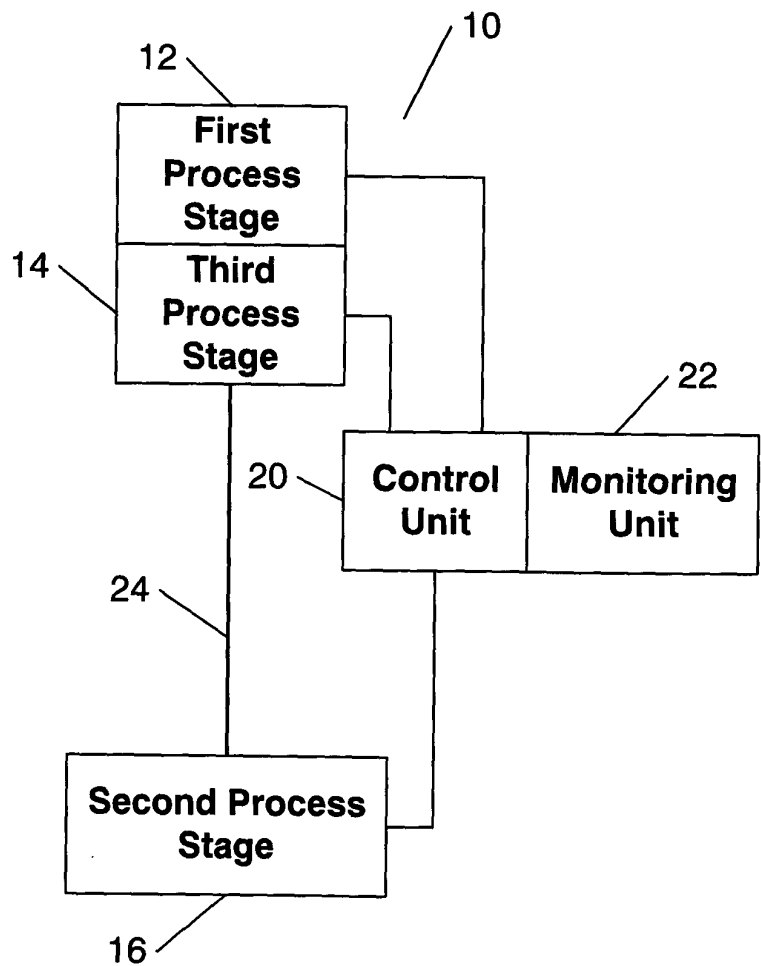 10
12
First
Process
Stage
14
Third
Process
Stage
22
20
Control
Unit
Monitoring
Unit
24
Second Process
Stage
16